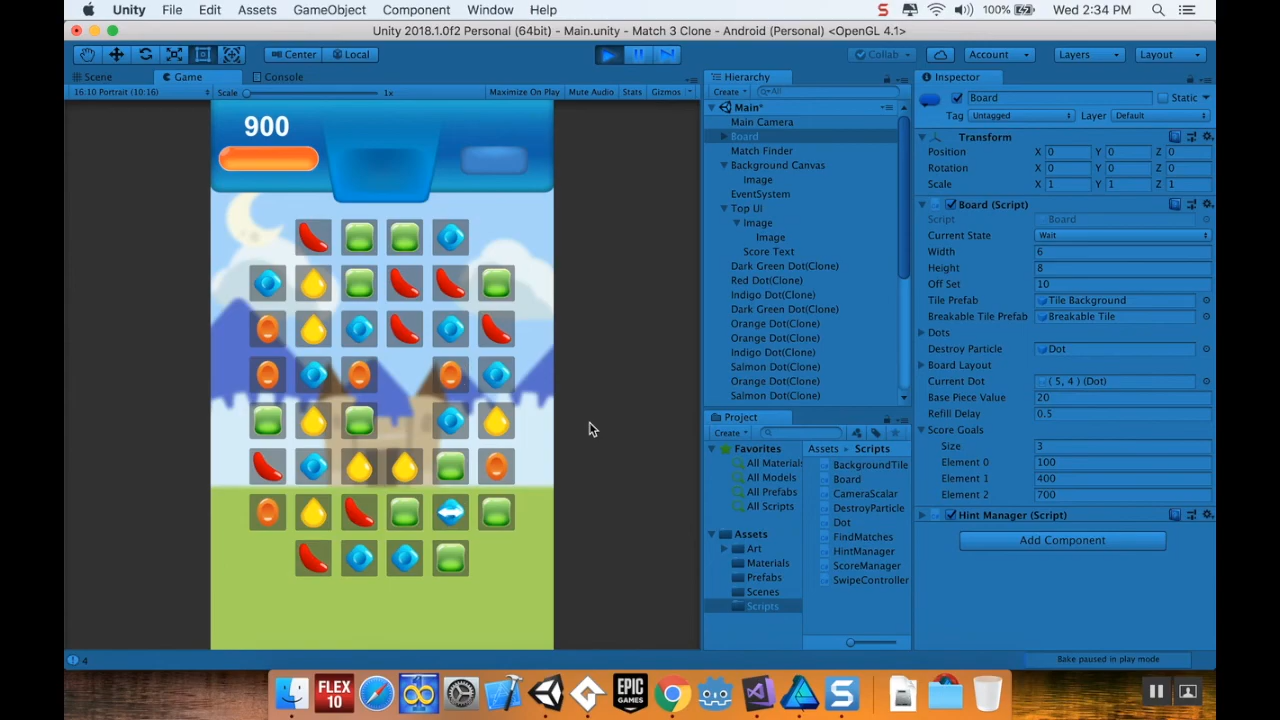 Unity File Edit Assets GameObject Component Window Help 100% Wed 2:34 PM
Unity 2018.1.0f2 Personal (64bit) - Main.unity - Match 3 Clone - Android (Personal) <OpenGL 4.1>
Center Local Collab Account Layers Layout
Scene Game Console
16:10 Portrait (10:16) Scale 1x Maximize On Play Mute Audio Stats Gizmos
900
Hierarchy
Create All
Main*
Main Camera
Board
Match Finder
Background Canvas
Image
EventSystem
Top UI
Image
Image
Score Text
Dark Green Dot(Clone)
Red Dot(Clone)
Indigo Dot(Clone)
Dark Green Dot(Clone)
Orange Dot(Clone)
Orange Dot(Clone)
Indigo Dot(Clone)
Salmon Dot(Clone)
Orange Dot(Clone)
Salmon Dot(Clone)
Project
Create
Favorites
All Materials
All Models
All Prefabs
All Scripts
Assets
Art
Materials
Prefabs
Scenes
Scripts
Assets Scripts
BackgroundTile
Board
CameraScalar
DestroyParticle
Dot
FindMatches
HintManager
ScoreManager
SwipeController
Inspector
Board Static
Tag Untagged Layer Default
Transform
Position X 0 Y 0 Z 0
Rotation X 0 Y 0 Z 0
Scale X 1 Y 1 Z 1
Board (Script)
Script Board
Current State Wait
Width 6
Height 8
Off Set 10
Tile Prefab Tile Background
Breakable Tile Prefab Breakable Tile
Dots
Destroy Particle Dot
Board Layout
Current Dot ( 5, 4 ) (Dot)
Base Piece Value 20
Refill Delay 0.5
Score Goals
Size 3
Element 0 100
Element 1 400
Element 2 700
Hint Manager (Script)
Add Component
4
Bake paused in play mode
FLEX 10
EPIC GAMES